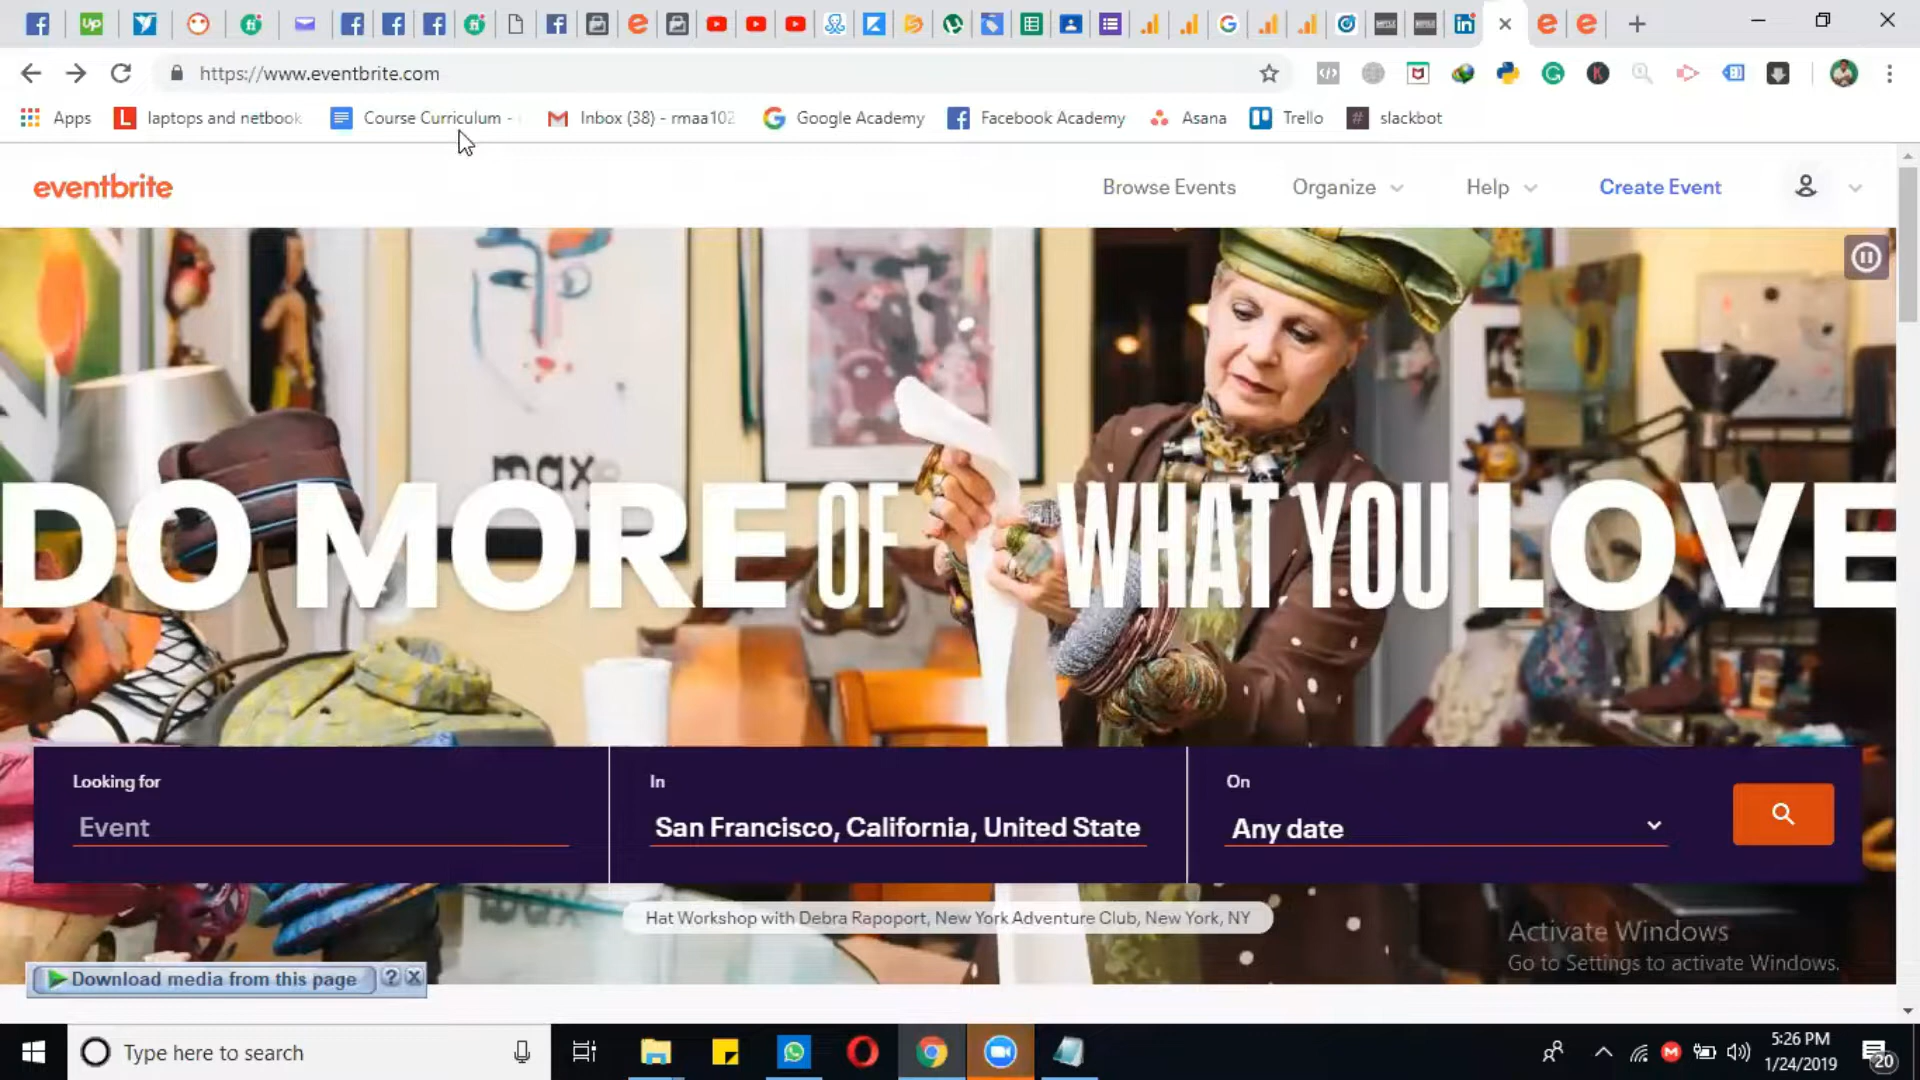 https://www.eventbrite.com
Apps
laptops and netbook
Course Curriculum -
Inbox (38) - rmaa102
Google Academy
Facebook Academy
Asana
Trello
slackbot
eventbrite
Browse Events
Organize
Help
Create Event
max
DO MORE OF WHAT YOU LOVE
Looking for
Event
In
San Francisco, California, United State
On
Any date
Hat Workshop with Debra Rapoport, New York Adventure Club, New York, NY
Activate Windows
Go to Settings to activate Windows.
Download media from this page
Type here to search
5:26 PM
1/24/2019
20